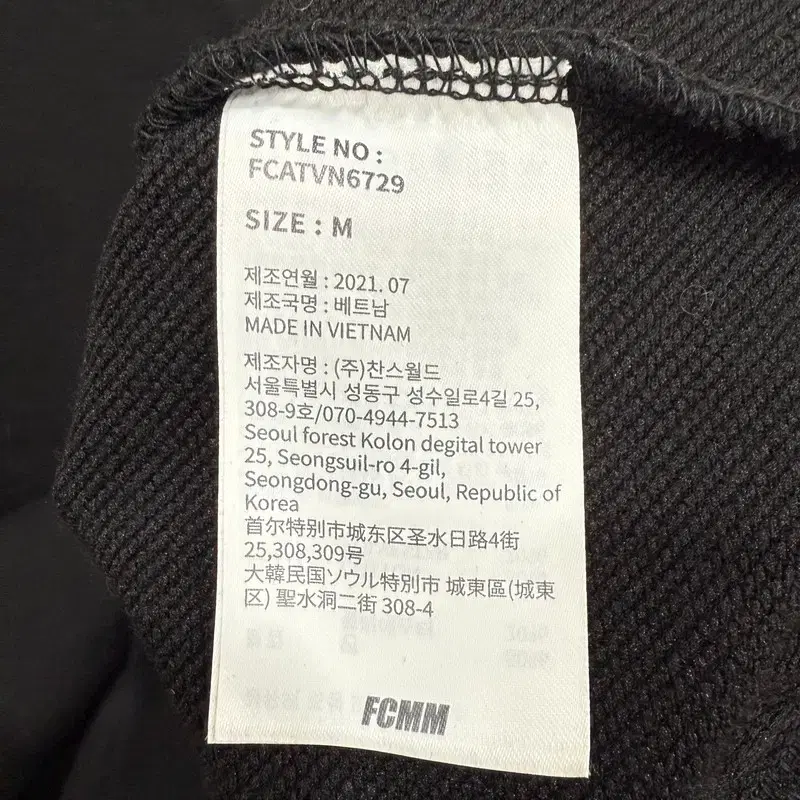 STYLE NO :
FCATVN6729
SIZE : M
제조연월 : 2021. 07
제조국명 : 베트남
MADE IN VIETNAM
제조자명 : (주)찬스월드
서울특별시 성동구 성수일로4길 25,
308-9호/070-4944-7513
Seoul forest Kolon degital tower
25, Seongsuil-ro 4-gil,
Seongdong-gu, Seoul, Republic of
Korea
首尔特别市城东区圣水日路4街
25,308,309号
大韓民国ソウル特別市 城東區(城東
区) 聖水洞二街 308-4
FCMM